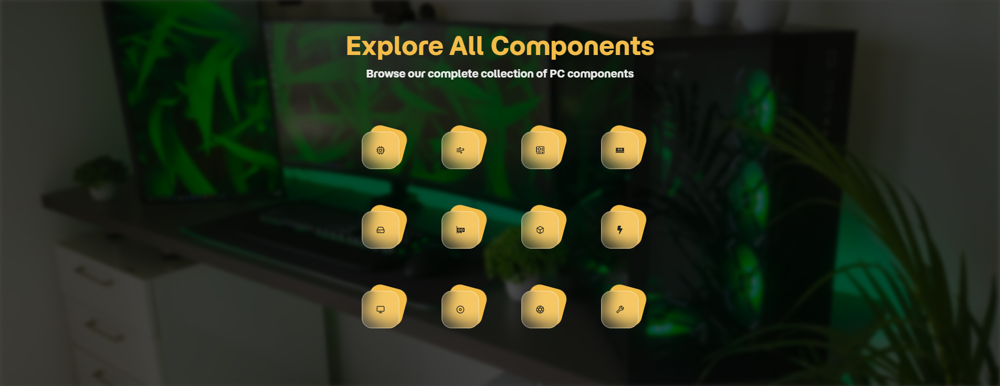 Explore All Components
Browse our complete collection of PC components